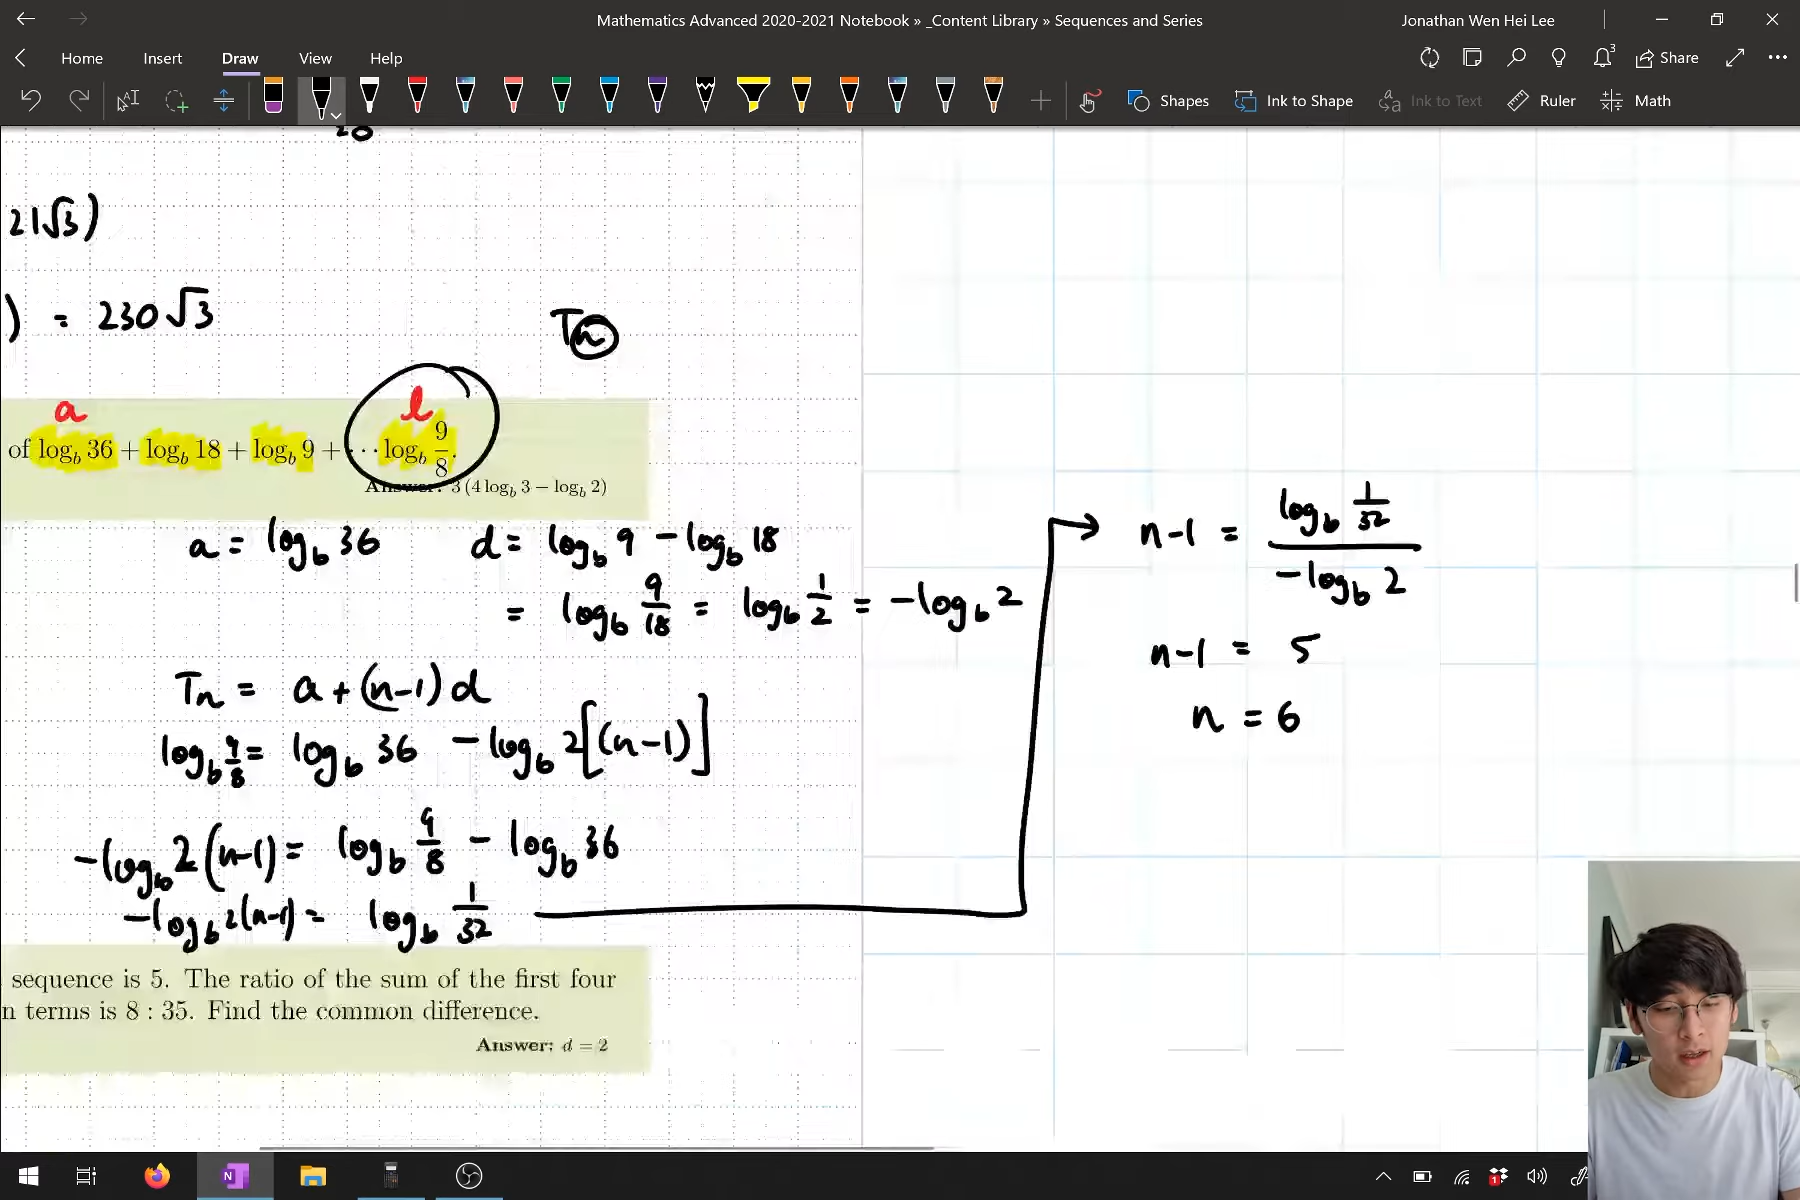 Mathematics Advanced 2020-2021 Notebook » _Content Library » Sequences and Series
Jonathan Wen Hei Lee
Home Insert Draw View Help
3
Share
Shapes
Ink to Shape
Ink to Text
Ruler
Math
20
21√3)
) = 230√3
Tn
a
l
of log_b 36 + log_b 18 + log_b 9 + ··· log_b 9/8.
Answer: 3 (4 log_b 3 − log_b 2)
a = log_b 36
d = log_b 9 − log_b 18
= log_b 9/18 = log_b 1/2 = −log_b 2
Tn = a + (n−1) d
log_b 9/8 = log_b 36 − log_b 2[(n−1)]
−log_b 2 (n−1) = log_b 9/8 − log_b 36
−log_b 2(n−1) = log_b 1/32
n−1 = log_b 1/32 / −log_b 2
n−1 = 5
n = 6
sequence is 5. The ratio of the sum of the first four
n terms is 8 : 35. Find the common difference.
Answer: d = 2
N
1